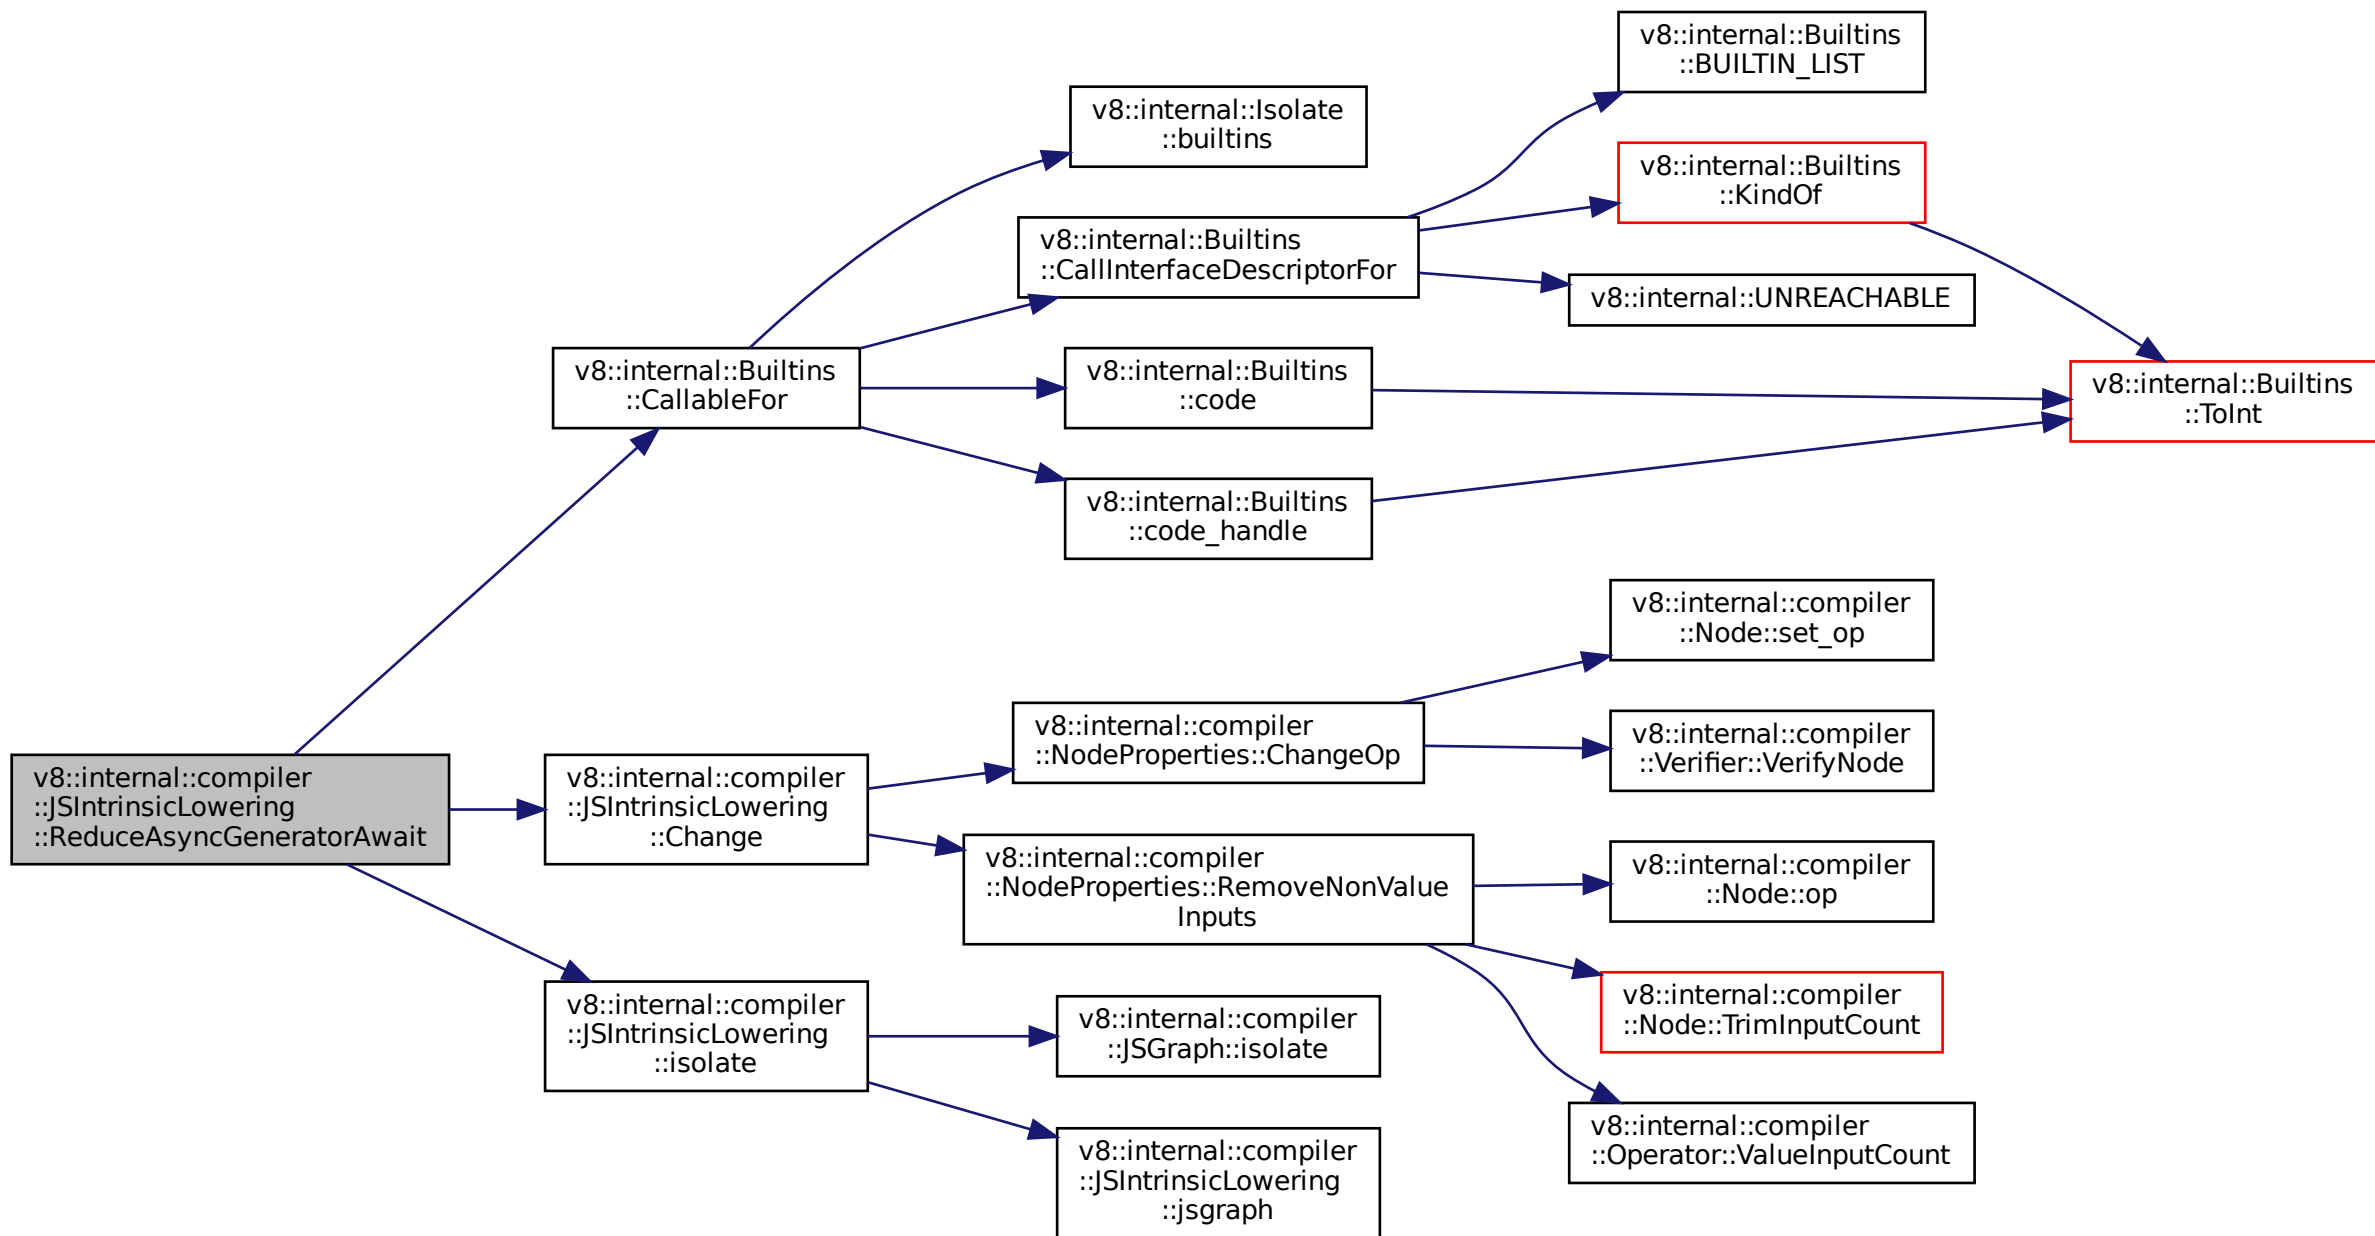 v8::internal::Builtins
::BUILTIN_LIST
v8::internal::Isolate
::builtins
v8::internal::Builtins
::KindOf
v8::internal::Builtins
::CallInterfaceDescriptorFor
v8::internal::UNREACHABLE
v8::internal::Builtins
::CallableFor
v8::internal::Builtins
::code
v8::internal::Builtins
::ToInt
v8::internal::Builtins
::code_handle
v8::internal::compiler
::Node::set_op
v8::internal::compiler
::NodeProperties::ChangeOp
v8::internal::compiler
::Verifier::VerifyNode
v8::internal::compiler
::JSIntrinsicLowering
::ReduceAsyncGeneratorAwait
v8::internal::compiler
::JSIntrinsicLowering
::Change
v8::internal::compiler
::NodeProperties::RemoveNonValue
Inputs
v8::internal::compiler
::Node::op
v8::internal::compiler
::Node::TrimInputCount
v8::internal::compiler
::JSIntrinsicLowering
::isolate
v8::internal::compiler
::JSGraph::isolate
v8::internal::compiler
::Operator::ValueInputCount
v8::internal::compiler
::JSIntrinsicLowering
::jsgraph